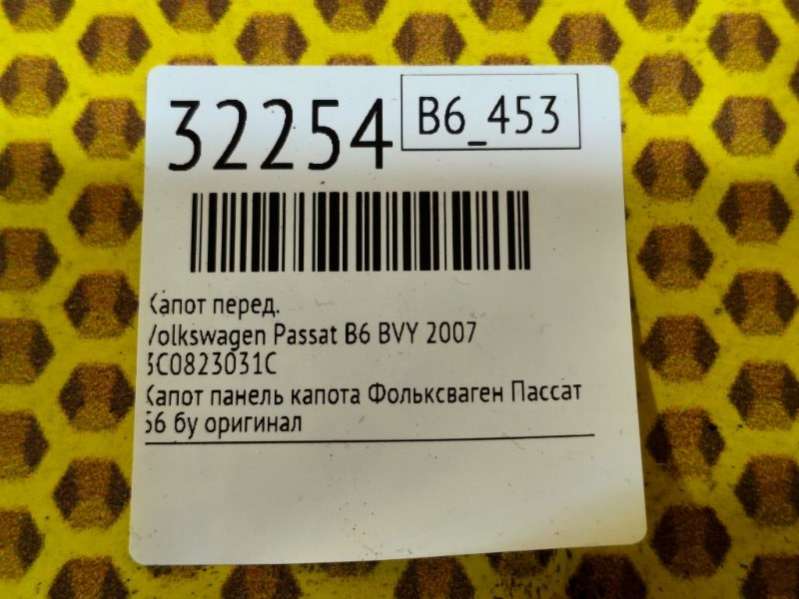 32254 B6_453
Капот перед.
Volkswagen Passat B6 BVY 2007
3C0823031C
Капот панель капота Фольксваген Пассат
Б6 бу оригинал